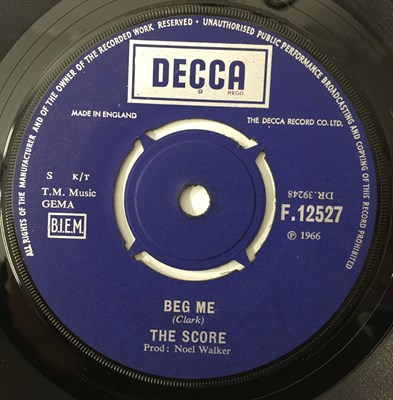 ALL RIGHTS OF THE MANUFACTURER AND OF THE OWNER OF THE RECORDED WORK RESERVED · UNAUTHORISED PUBLIC PERFORMANCE BROADCASTING AND COPYING OF THIS RECORD PROHIBITED
DECCA
REGD
MADE IN ENGLAND
THE DECCA RECORD CO. LTD.
S K/T
T.M. Music
GEMA
B.I.E.M.
DR.39248
F.12527
℗ 1966
BEG ME
(Clark)
THE SCORE
Prod: Noel Walker